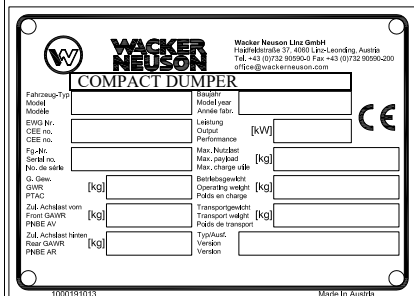 WACKER
NEUSON
Wacker Neuson Linz GmbH
Haidfeldstraße 37, 4060 Linz-Leonding, Austria
Tel. +43 (0)732 90590-0 Fax +43 (0)732 90590-200
office@wackerneuson.com
COMPACT DUMPER
Fahrzeug-Typ
Model
Modèle
Baujahr
Model year
Année fabr.
EWG Nr.
CEE no.
CEE no.
Leistung
Output
Performance
[kW]
Fg.-Nr.
Serial no.
No. de série
Max. Nutzlast
Max. payload
Max. charge utile
[kg]
G. Gew.
GWR
PTAC
[kg]
Betriebsgewicht
Operating weight
Poids en charge
[kg]
Zul. Achslast vorn
Front GAWR
PNBE AV
[kg]
Transportgewicht
Transport weight
Poids de transport
[kg]
Zul. Achslast hinten
Rear GAWR
PNBE AR
[kg]
Typ/Ausf.
Version
Version
CE
1000191013
Made In Austria